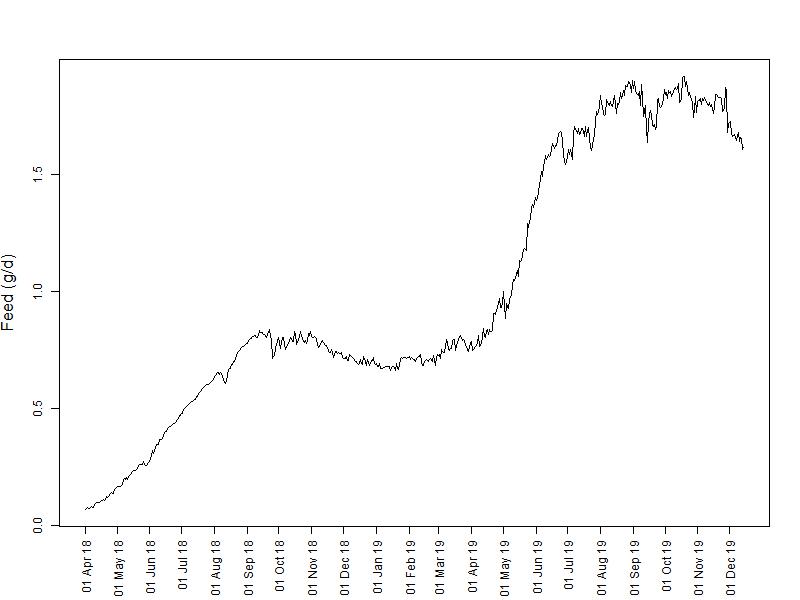 Feed (g/d)
1.5
1.0
0.5
0.0
01 Apr 18
01 May 18
01 Jun 18
01 Jul 18
01 Aug 18
01 Sep 18
01 Oct 18
01 Nov 18
01 Dec 18
01 Jan 19
01 Feb 19
01 Mar 19
01 Apr 19
01 May 19
01 Jun 19
01 Jul 19
01 Aug 19
01 Sep 19
01 Oct 19
01 Nov 19
01 Dec 19